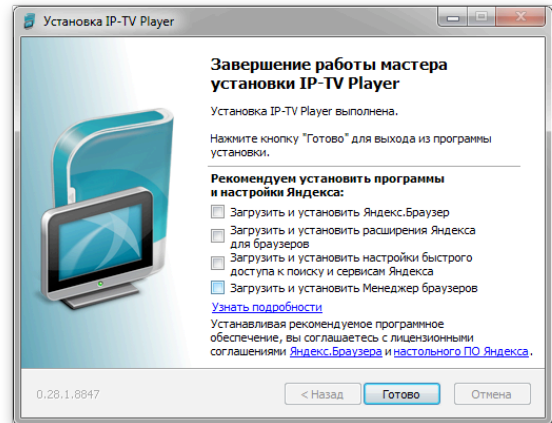 Установка IP-TV Player
Завершение работы мастера
установки IP-TV Player
Установка IP-TV Player выполнена.
Нажмите кнопку "Готово" для выхода из программы
установки.
Рекомендуем установить программы
и настройки Яндекса:
Загрузить и установить Яндекс.Браузер
Загрузить и установить расширения Яндекса
для браузеров
Загрузить и установить настройки быстрого
доступа к поиску и сервисам Яндекса
Загрузить и установить Менеджер браузеров
Узнать подробности
Устанавливая рекомендуемое программное
обеспечение, вы соглашаетесь с лицензионными
соглашениями Яндекс.Браузера и настольного ПО Яндекса.
0.28.1.8847
< Назад
Готово
Отмена